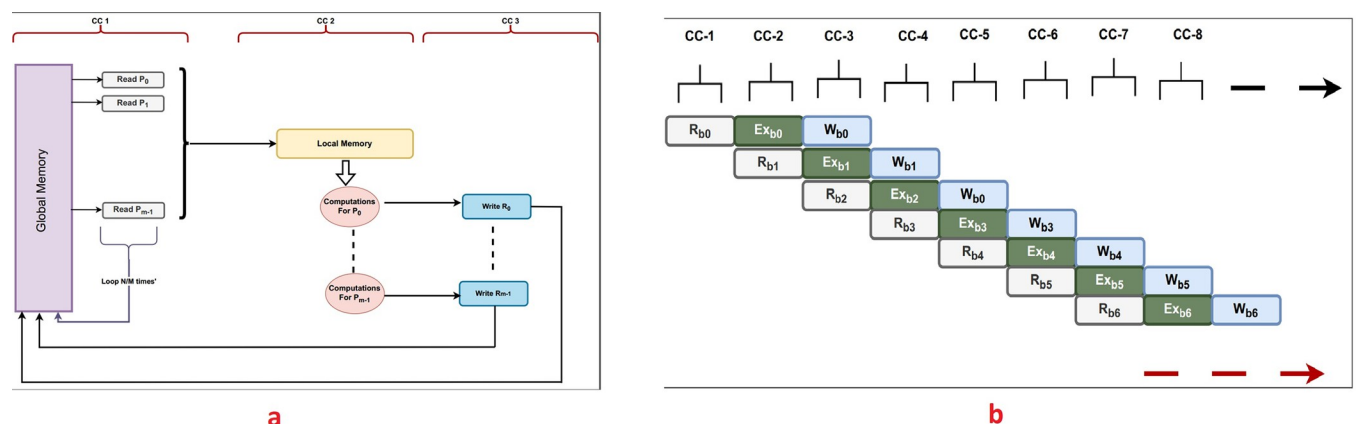 CC 1
CC 2
CC 3
Global Memory
Read P0
Read P1
Read Pm-1
Loop N/M times'
Local Memory
Computations
For P0
Computations
For Pm-1
Write R0
Write Rm-1
a
CC-1 CC-2 CC-3 CC-4 CC-5 CC-6 CC-7 CC-8
Rb0 Exb0 Wb0
Rb1 Exb1 Wb1
Rb2 Exb2 Wb0
Rb3 Exb3 Wb3
Rb4 Exb4 Wb4
Rb5 Exb5 Wb5
Rb6 Exb6 Wb6
b